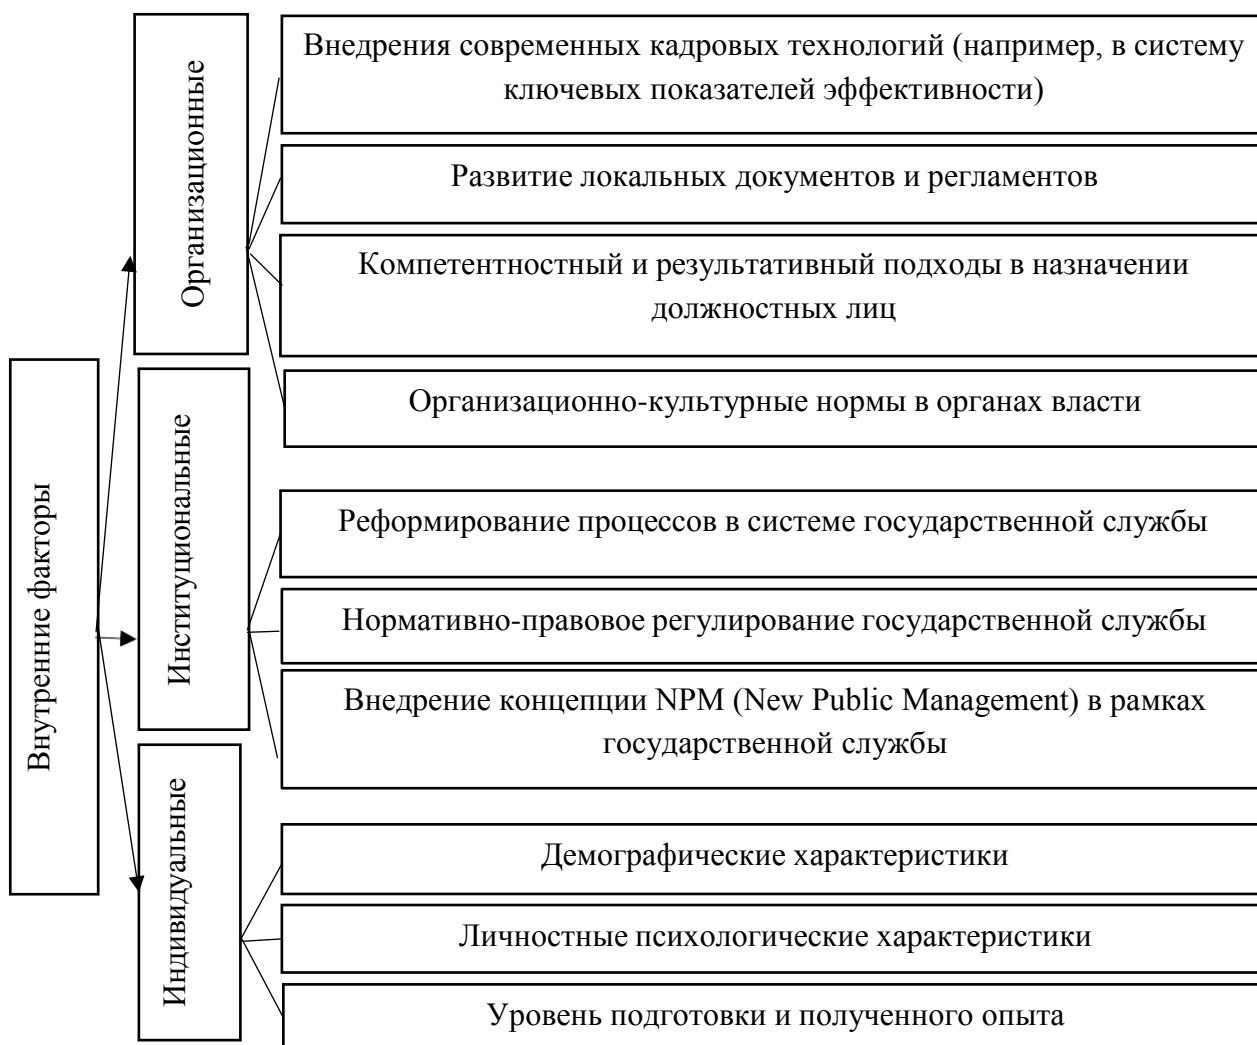 Внутренние факторы
Организационные
Внедрения современных кадровых технологий (например, в систему
ключевых показателей эффективности)
Развитие локальных документов и регламентов
Компетентностный и результативный подходы в назначении
должностных лиц
Организационно-культурные нормы в органах власти
Институциональные
Реформирование процессов в системе государственной службы
Нормативно-правовое регулирование государственной службы
Внедрение концепции NPM (New Public Management) в рамках
государственной службы
Индивидуальные
Демографические характеристики
Личностные психологические характеристики
Уровень подготовки и полученного опыта